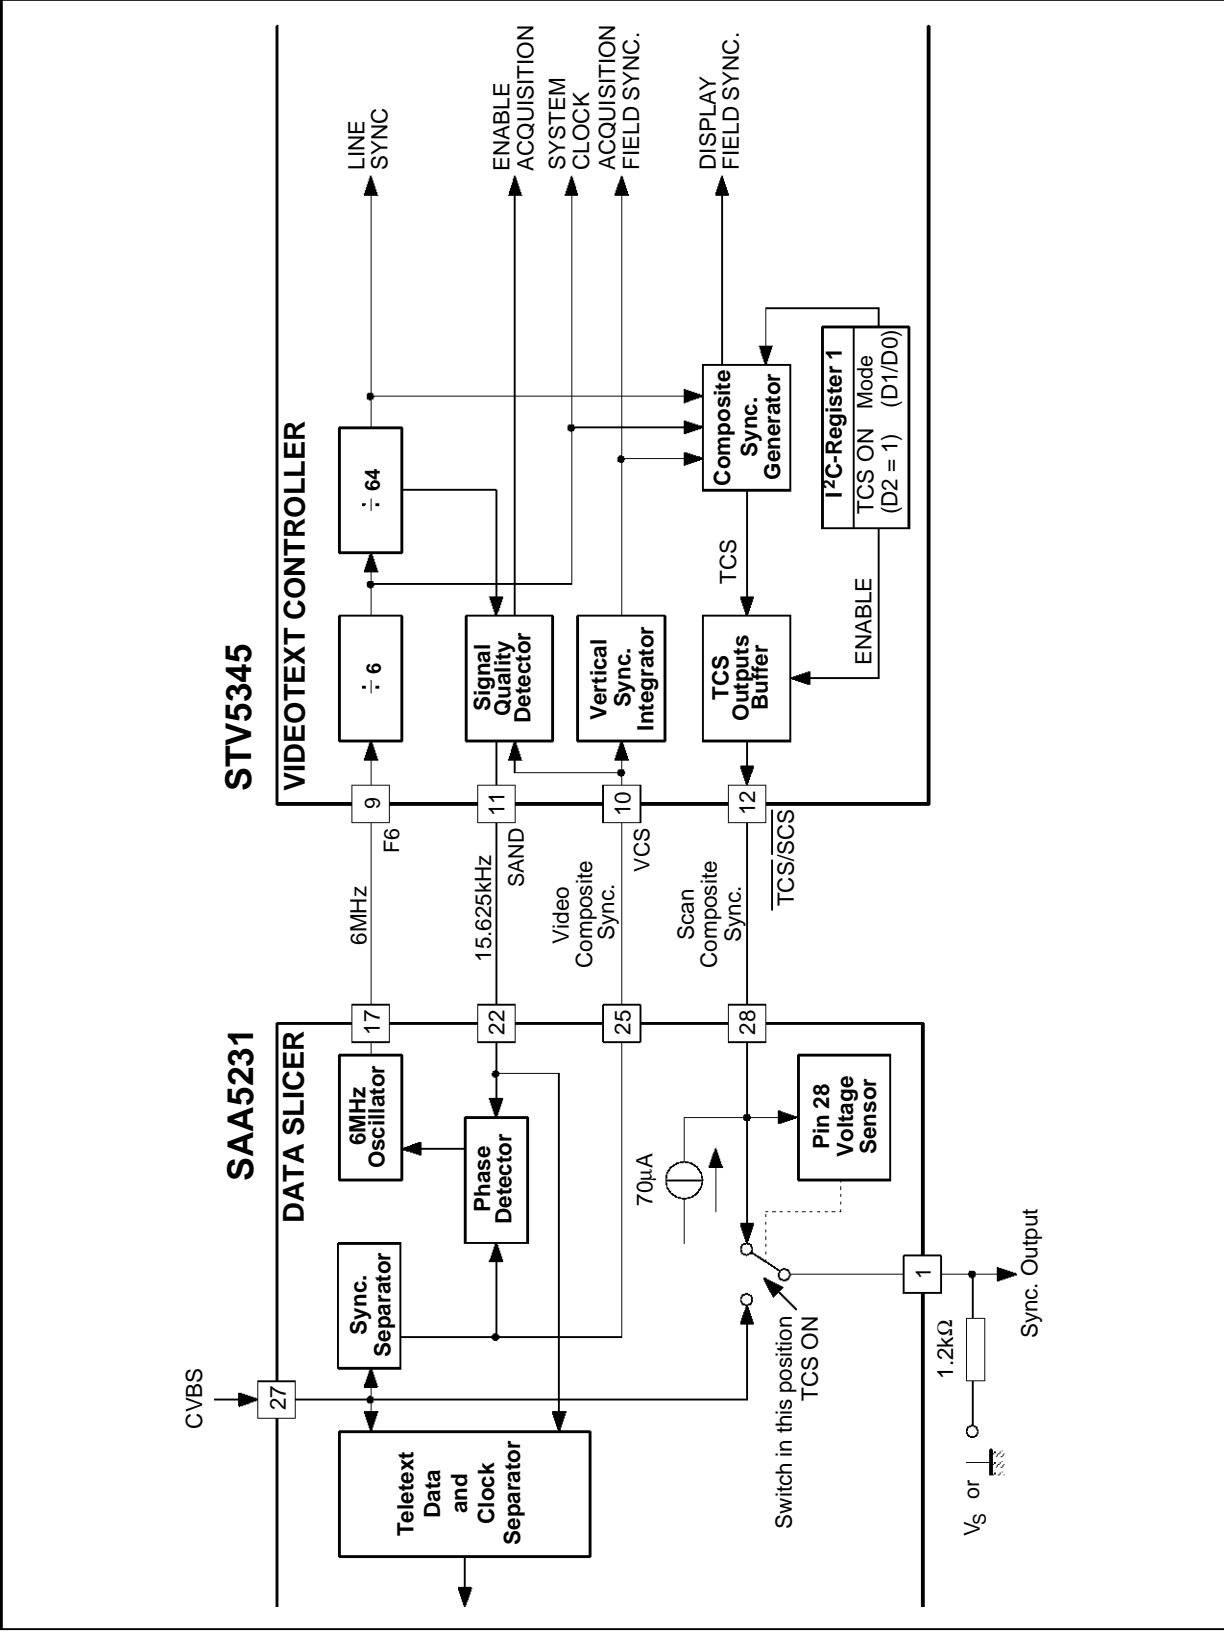 SAA5231
DATA SLICER
CVBS
27
Teletext
Data
and
Clock
Separator
Sync.
Separator
6MHz
Oscillator
Phase
Detector
17
22
25
28
70µA
Pin 28
Voltage
Sensor
Switch in this position
TCS ON
1
1.2kΩ
VS or
Sync. Output
6MHz
F6
15.625kHz
SAND
Video
Composite
Sync.
VCS
Scan
Composite
Sync.
TCS/SCS
STV5345
VIDEOTEXT CONTROLLER
9
11
10
12
÷ 6
÷ 64
Signal
Quality
Detector
Vertical
Sync.
Integrator
TCS
Outputs
Buffer
TCS
ENABLE
Composite
Sync.
Generator
I²C-Register 1
TCS ON Mode
(D2 = 1) (D1/D0)
LINE
SYNC
ENABLE
ACQUISITION
SYSTEM
CLOCK
ACQUISITION
FIELD SYNC.
DISPLAY
FIELD SYNC.